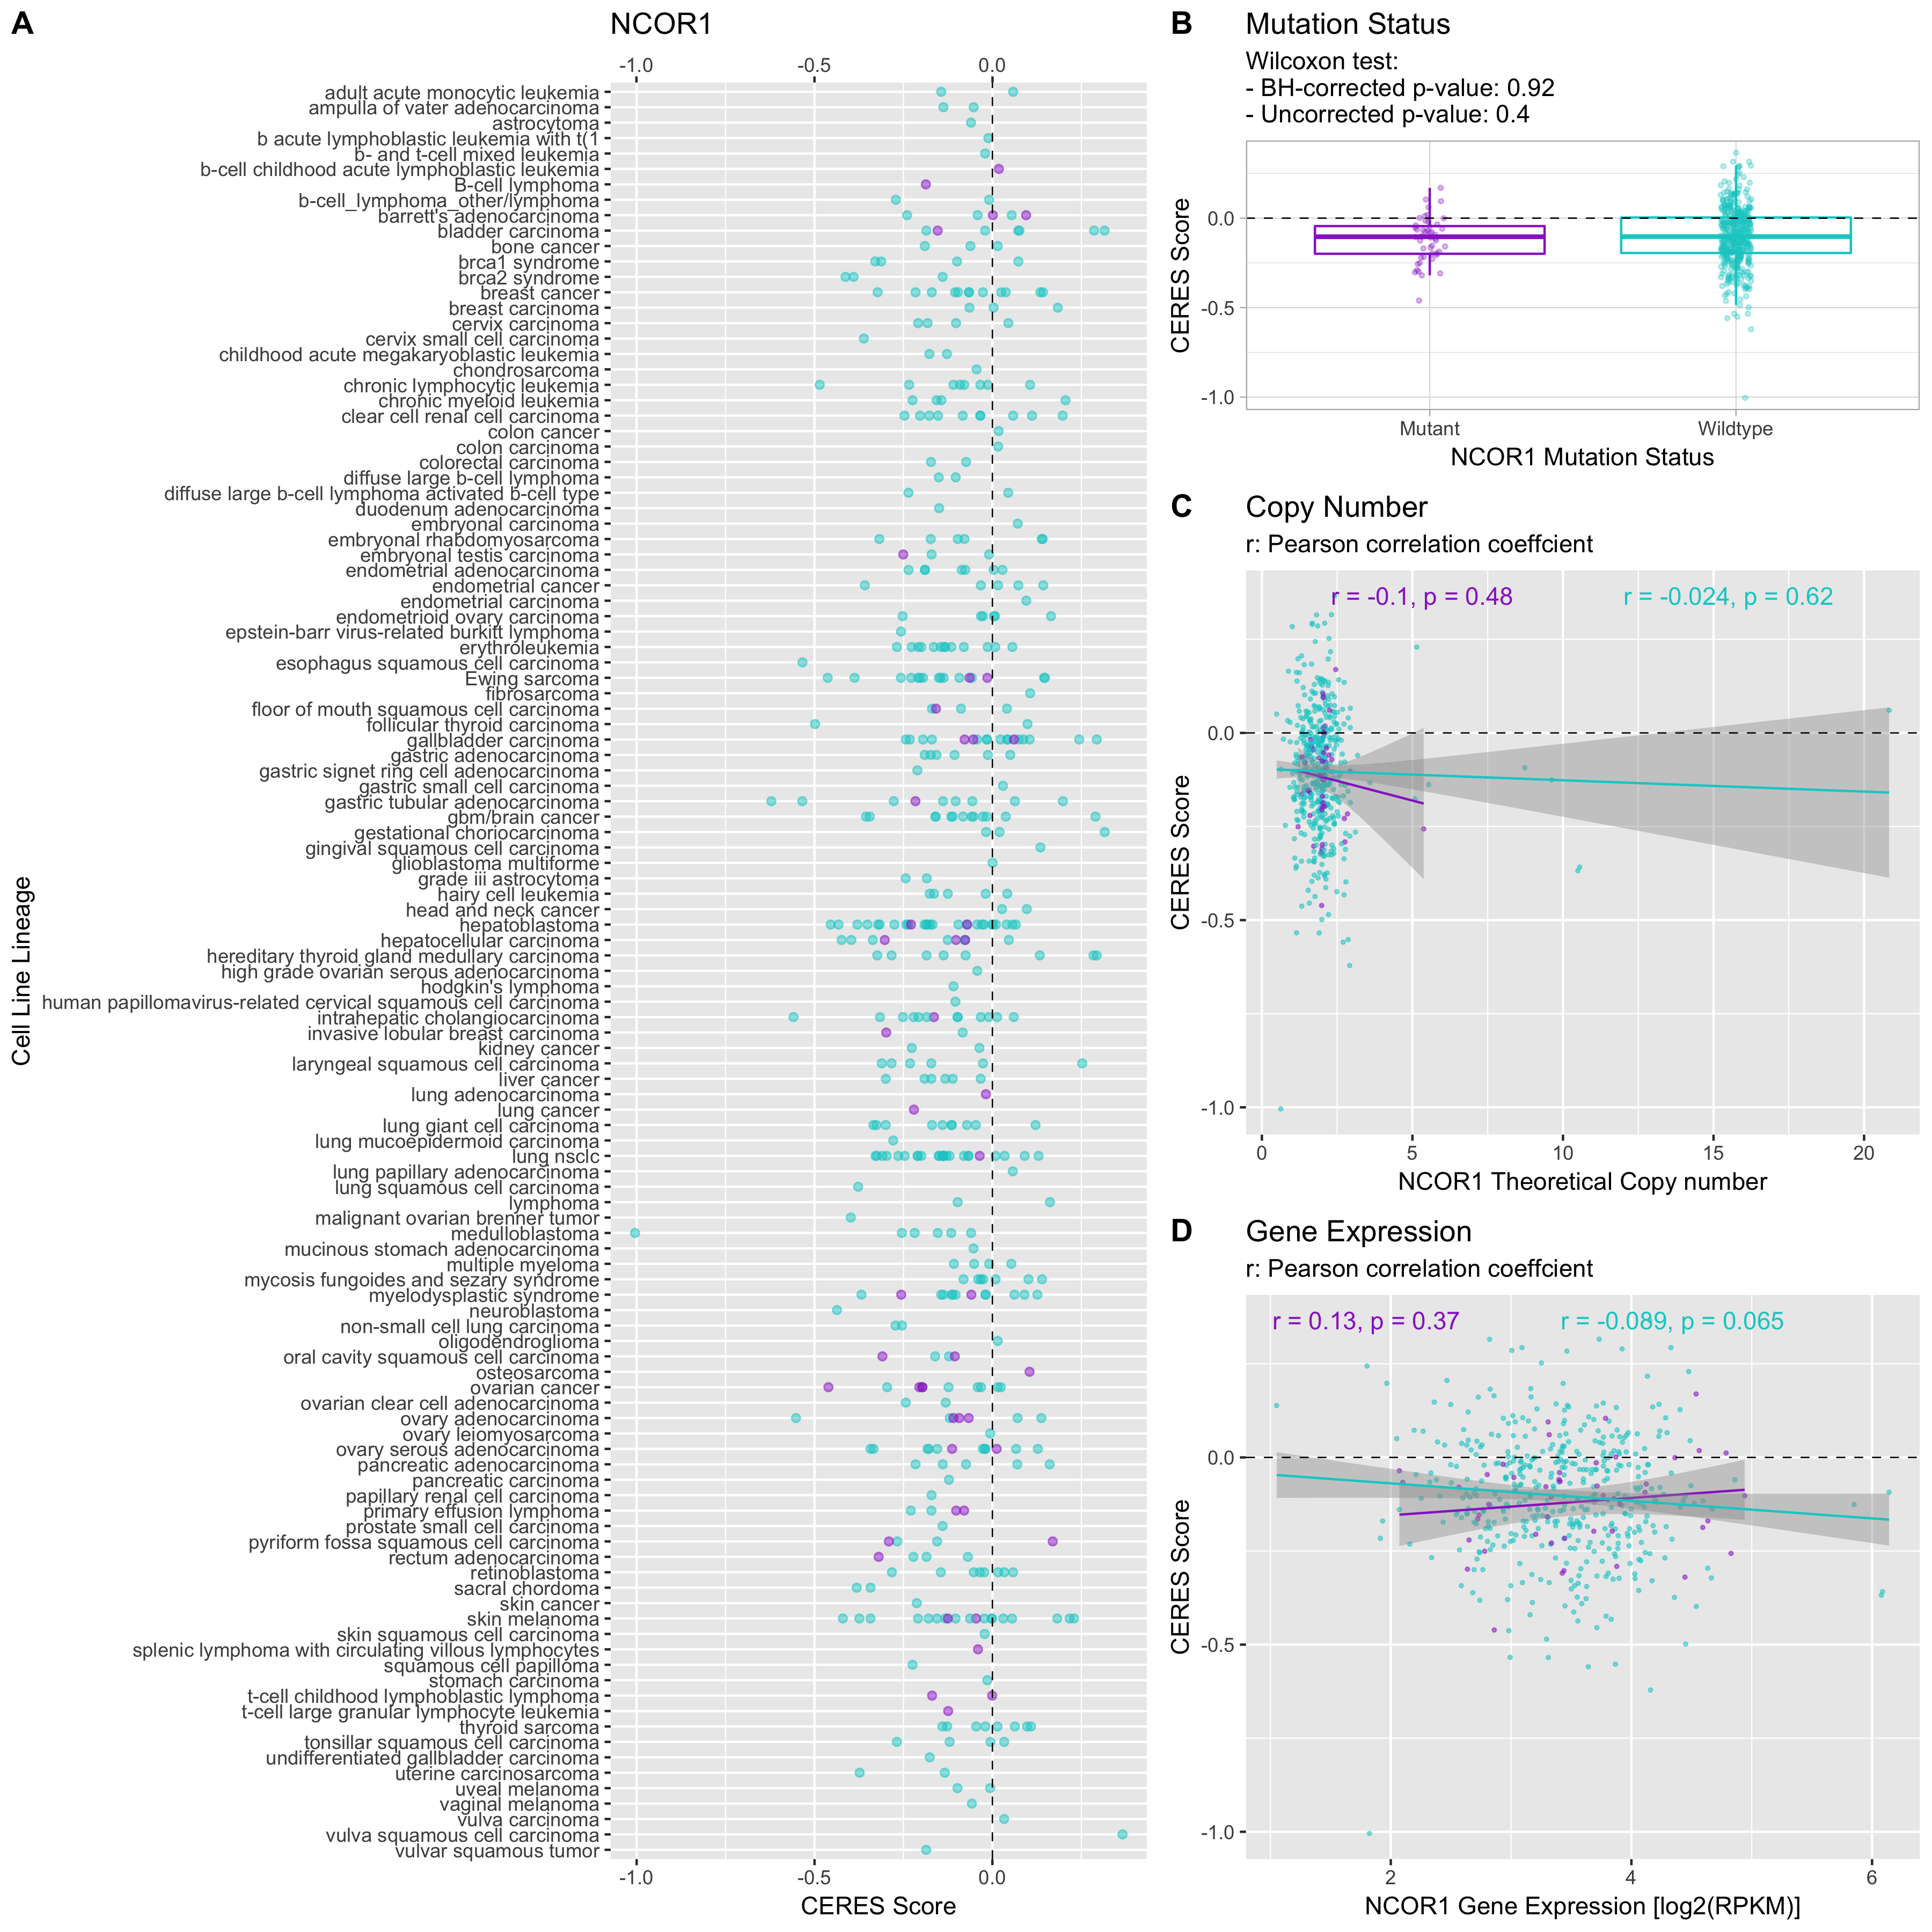 A
NCOR1
-1.0
-0.5
0.0
adult acute monocytic leukemia
ampulla of vater adenocarcinoma
astrocytoma
b acute lymphoblastic leukemia with t(1
b- and t-cell mixed leukemia
b-cell childhood acute lymphoblastic leukemia
B-cell lymphoma
b-cell_lymphoma_other/lymphoma
barrett's adenocarcinoma
bladder carcinoma
bone cancer
brca1 syndrome
brca2 syndrome
breast cancer
breast carcinoma
cervix carcinoma
cervix small cell carcinoma
childhood acute megakaryoblastic leukemia
chondrosarcoma
chronic lymphocytic leukemia
chronic myeloid leukemia
clear cell renal cell carcinoma
colon cancer
colon carcinoma
colorectal carcinoma
diffuse large b-cell lymphoma
diffuse large b-cell lymphoma activated b-cell type
duodenum adenocarcinoma
embryonal carcinoma
embryonal rhabdomyosarcoma
embryonal testis carcinoma
endometrial adenocarcinoma
endometrial cancer
endometrial carcinoma
endometrioid ovary carcinoma
epstein-barr virus-related burkitt lymphoma
erythroleukemia
esophagus squamous cell carcinoma
Ewing sarcoma
fibrosarcoma
floor of mouth squamous cell carcinoma
follicular thyroid carcinoma
gallbladder carcinoma
gastric adenocarcinoma
gastric signet ring cell adenocarcinoma
gastric small cell carcinoma
gastric tubular adenocarcinoma
gbm/brain cancer
gestational choriocarcinoma
gingival squamous cell carcinoma
glioblastoma multiforme
grade iii astrocytoma
hairy cell leukemia
head and neck cancer
hepatoblastoma
hepatocellular carcinoma
hereditary thyroid gland medullary carcinoma
high grade ovarian serous adenocarcinoma
hodgkin's lymphoma
human papillomavirus-related cervical squamous cell carcinoma
intrahepatic cholangiocarcinoma
invasive lobular breast carcinoma
kidney cancer
laryngeal squamous cell carcinoma
liver cancer
lung adenocarcinoma
lung cancer
lung giant cell carcinoma
lung mucoepidermoid carcinoma
lung nsclc
lung papillary adenocarcinoma
lung squamous cell carcinoma
lymphoma
malignant ovarian brenner tumor
medulloblastoma
mucinous stomach adenocarcinoma
multiple myeloma
mycosis fungoides and sezary syndrome
myelodysplastic syndrome
neuroblastoma
non-small cell lung carcinoma
oligodendroglioma
oral cavity squamous cell carcinoma
osteosarcoma
ovarian cancer
ovarian clear cell adenocarcinoma
ovary adenocarcinoma
ovary leiomyosarcoma
ovary serous adenocarcinoma
pancreatic adenocarcinoma
pancreatic carcinoma
papillary renal cell carcinoma
primary effusion lymphoma
prostate small cell carcinoma
pyriform fossa squamous cell carcinoma
rectum adenocarcinoma
retinoblastoma
sacral chordoma
skin cancer
skin melanoma
skin squamous cell carcinoma
splenic lymphoma with circulating villous lymphocytes
squamous cell papilloma
stomach carcinoma
t-cell childhood lymphoblastic lymphoma
t-cell large granular lymphocyte leukemia
thyroid sarcoma
tonsillar squamous cell carcinoma
undifferentiated gallbladder carcinoma
uterine carcinosarcoma
uveal melanoma
vaginal melanoma
vulva carcinoma
vulva squamous cell carcinoma
vulvar squamous tumor
-1.0
-0.5
0.0
CERES Score
Cell Line Lineage
B
Mutation Status
Wilcoxon test:
- BH-corrected p-value: 0.92
- Uncorrected p-value: 0.4
0.0
-0.5
-1.0
CERES Score
Mutant
Wildtype
NCOR1 Mutation Status
C
Copy Number
r: Pearson correlation coeffcient
r = -0.1, p = 0.48
r = -0.024, p = 0.62
0.0
-0.5
-1.0
CERES Score
0
5
10
15
20
NCOR1 Theoretical Copy number
D
Gene Expression
r: Pearson correlation coeffcient
r = 0.13, p = 0.37
r = -0.089, p = 0.065
0.0
-0.5
-1.0
CERES Score
2
4
6
NCOR1 Gene Expression [log2(RPKM)]